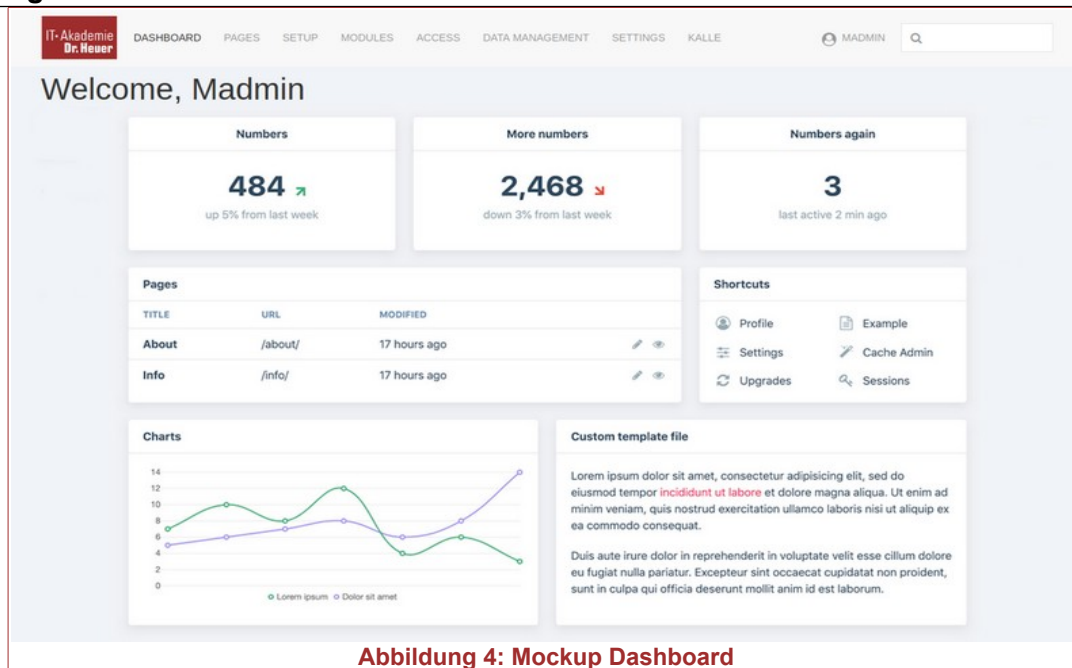 IT-Akademie
Dr. Heuer
DASHBOARD PAGES SETUP MODULES ACCESS DATA MANAGEMENT SETTINGS KALLE MADMIN
Welcome, Madmin
Numbers More numbers Numbers again
484 2,468 3
up 5% from last week down 3% from last week last active 2 min ago
Pages
TITLE URL MODIFIED
About /about/ 17 hours ago
Info /info/ 17 hours ago
Shortcuts
Profile Example
Settings Cache Admin
Upgrades Sessions
Charts
14
12
10
8
6
4
2
0
Lorem ipsum Dolor sit amet
Custom template file
Lorem ipsum dolor sit amet, consectetur adipisicing elit, sed do
eiusmod tempor incididunt ut labore et dolore magna aliqua. Ut enim ad
minim veniam, quis nostrud exercitation ullamco laboris nisi ut aliquip ex
ea commodo consequat.
Duis aute irure dolor in reprehenderit in voluptate velit esse cillum dolore
eu fugiat nulla pariatur. Excepteur sint occaecat cupidatat non proident,
sunt in culpa qui officia deserunt mollit anim id est laborum.
Abbildung 4: Mockup Dashboard